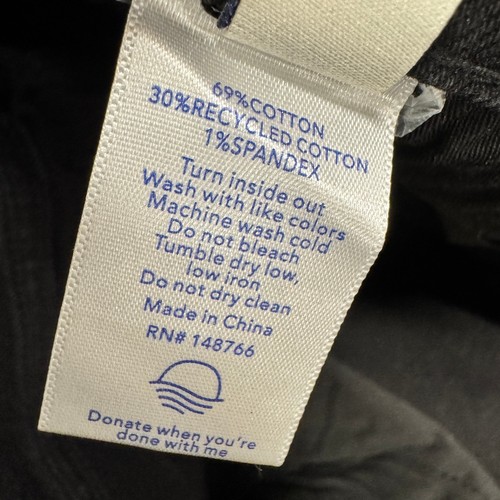 69%COTTON
30%RECYCLED COTTON
1%SPANDEX
Turn inside out
Wash with like colors
Machine wash cold
Do not bleach
Tumble dry low,
low iron
Do not dry clean
Made in China
RN# 148766
Donate when you're
done with me